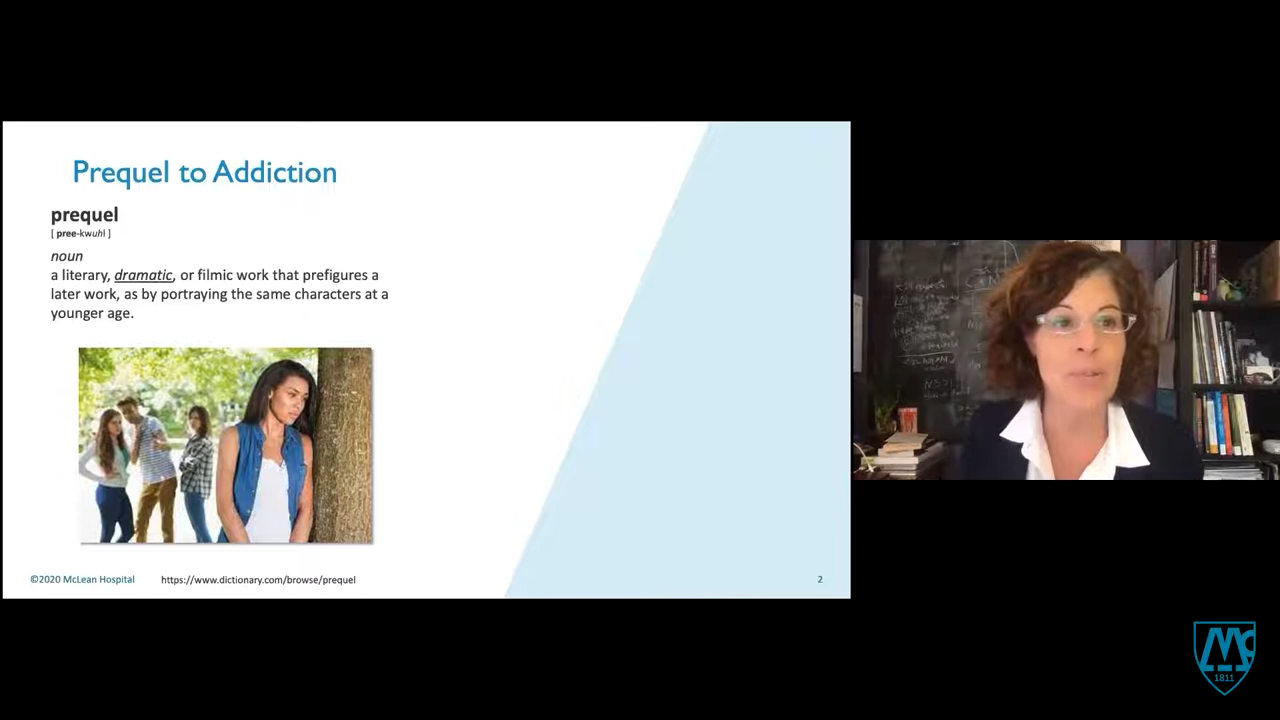 Prequel to Addiction
prequel
[ pree-kwuhl ]
noun
a literary, dramatic, or filmic work that prefigures a
later work, as by portraying the same characters at a
younger age.
©2020 McLean Hospital
https://www.dictionary.com/browse/prequel
2
Mc
1811